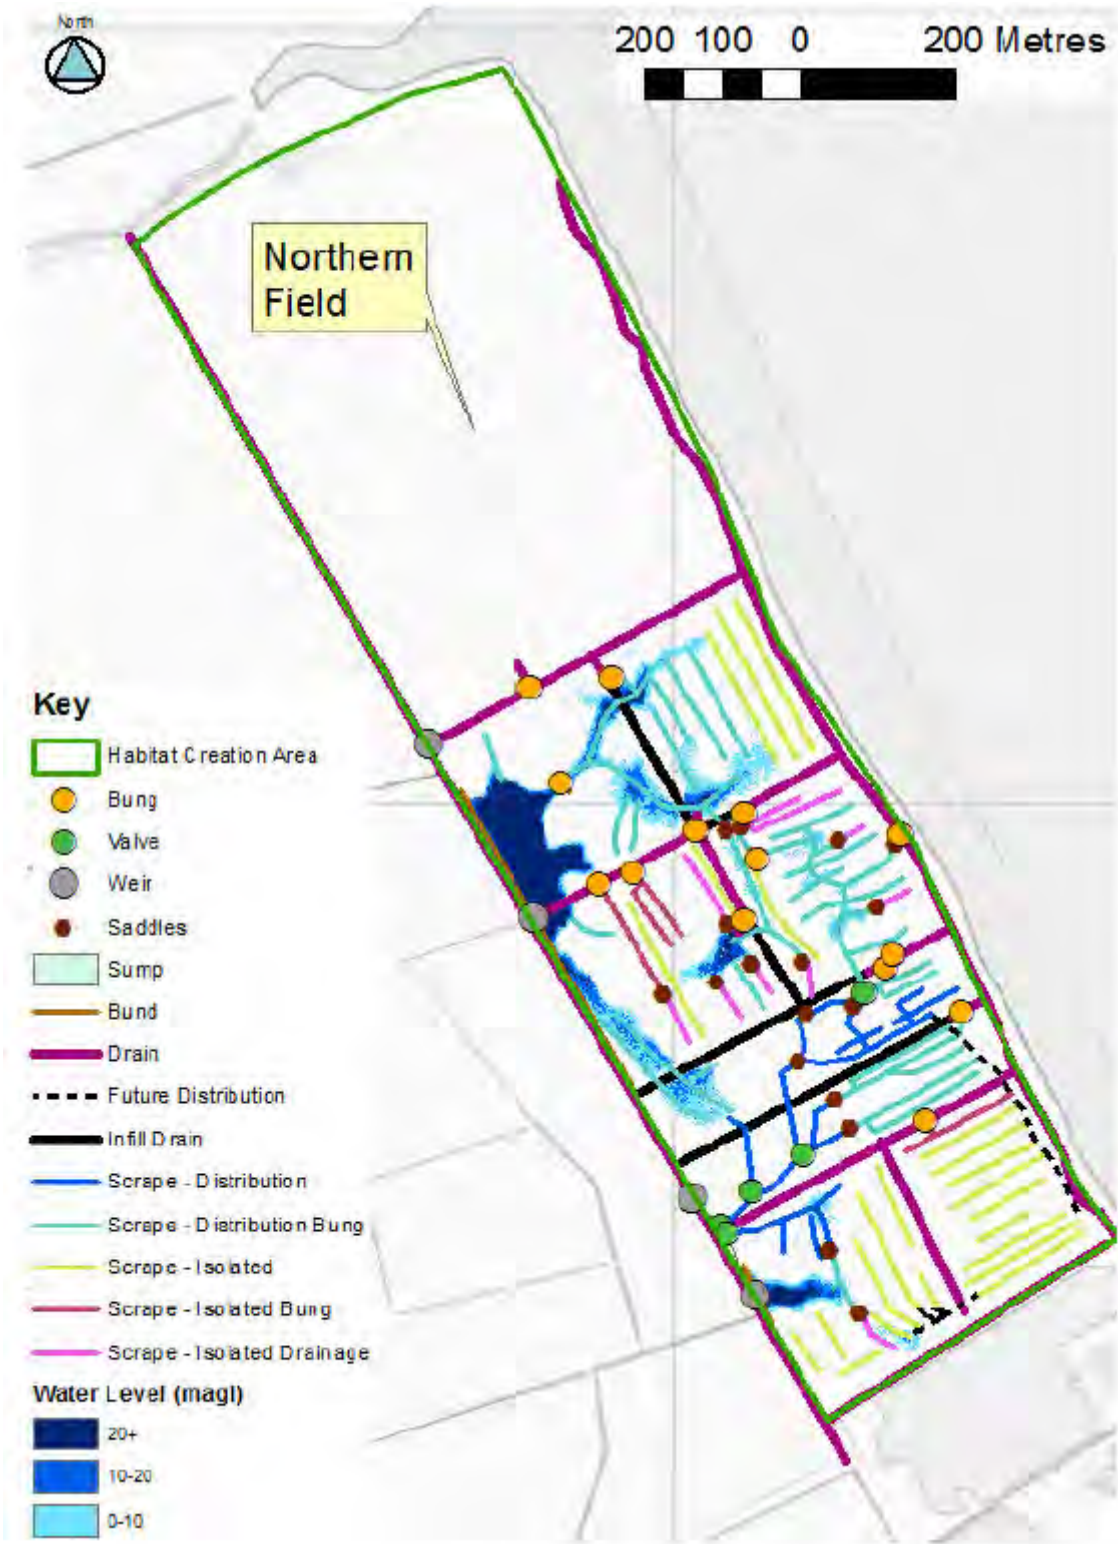 North
200 100 0 200 Metres
Northern
Field
Key
Habitat Creation Area
Bung
Valve
Weir
Saddles
Sump
Bund
Drain
Future Distribution
Infill Drain
Scrape - Distribution
Scrape - Distribution Bung
Scrape - Isolated
Scrape - Isolated Bung
Scrape - Isolated Drainage
Water Level (magl)
20+
10-20
0-10